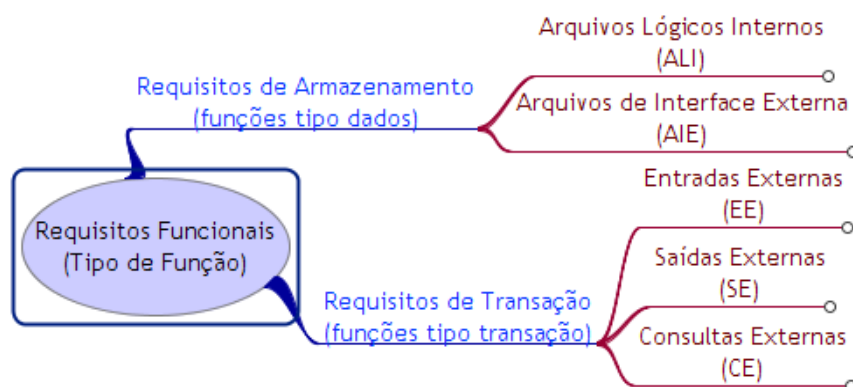 Arquivos Lógicos Internos
(ALI)
Requisitos de Armazenamento
(funções tipo dados)
Arquivos de Interface Externa
(AIE)
Entradas Externas
(EE)
Requisitos Funcionais
(Tipo de Função)
Saídas Externas
(SE)
Requisitos de Transação
(funções tipo transação)
Consultas Externas
(CE)